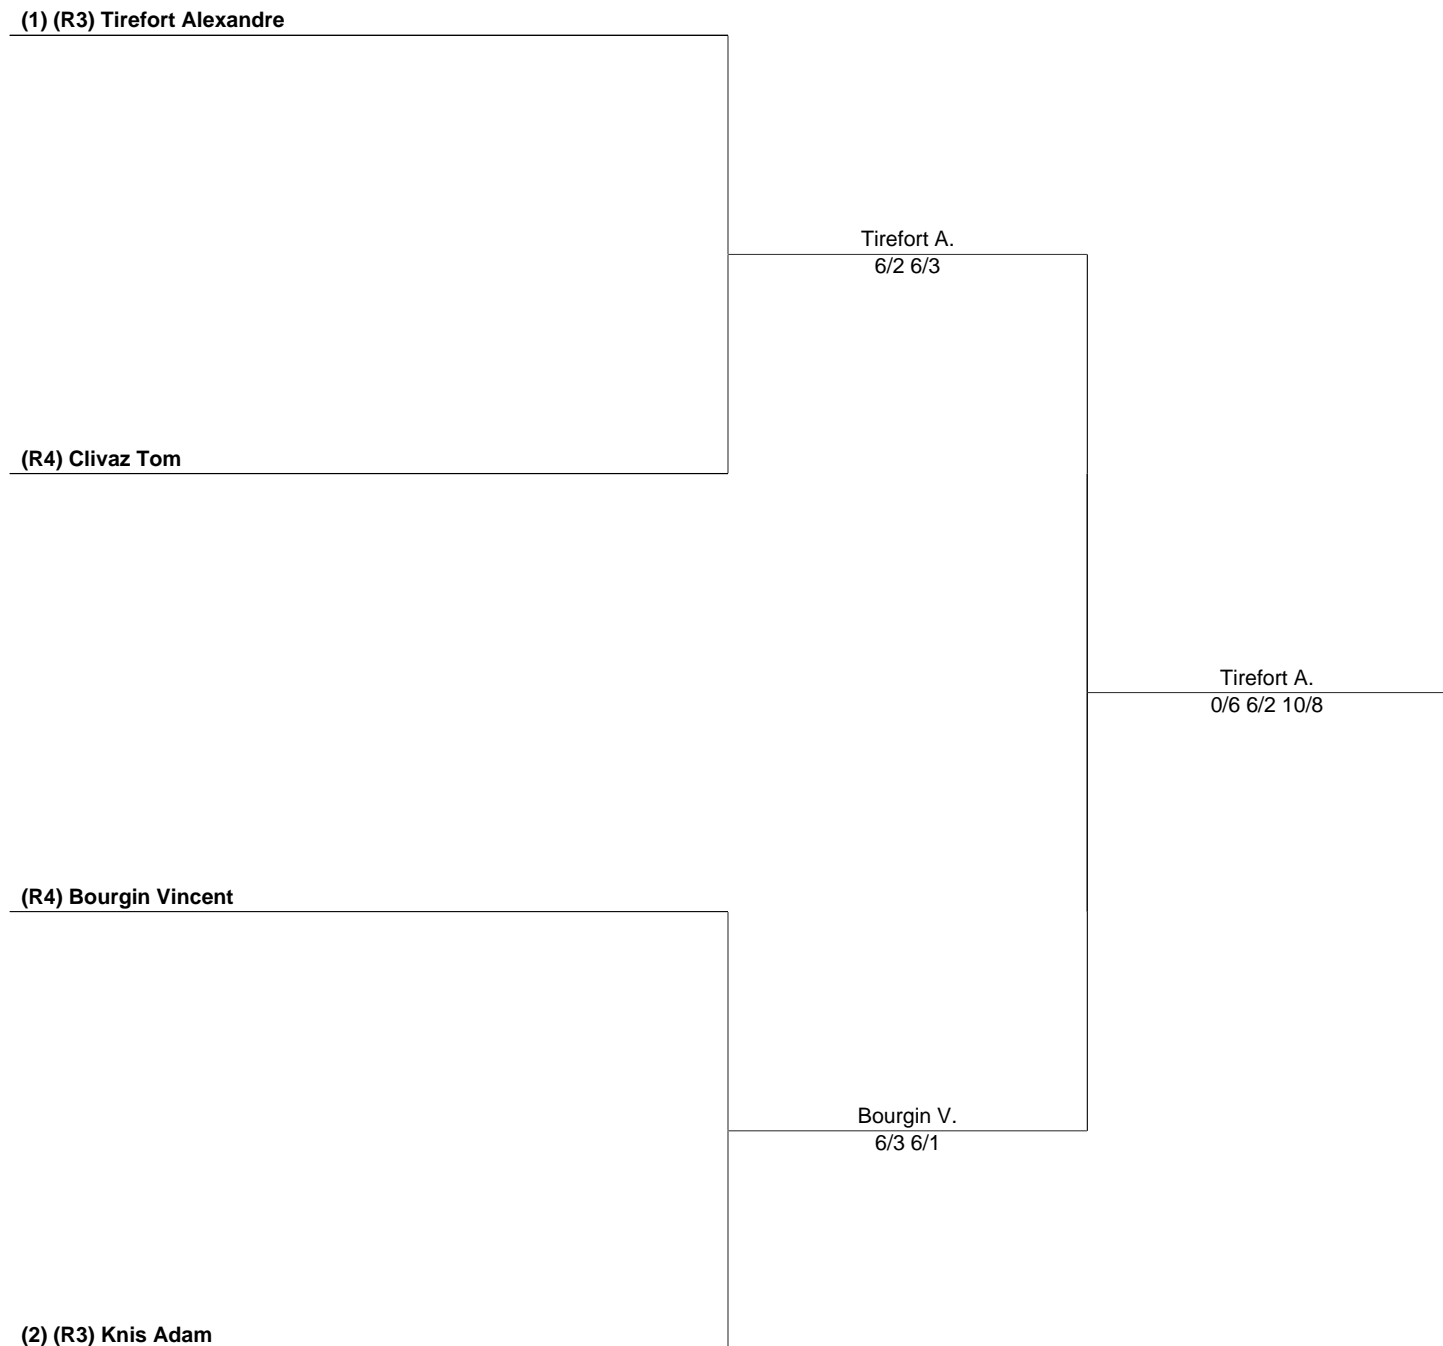 (1) (R3) Tirefort Alexandre
Tirefort A.
6/2 6/3
(R4) Clivaz Tom
Tirefort A.
0/6 6/2 10/8
(R4) Bourgin Vincent
Bourgin V.
6/3 6/1
(2) (R3) Knis Adam